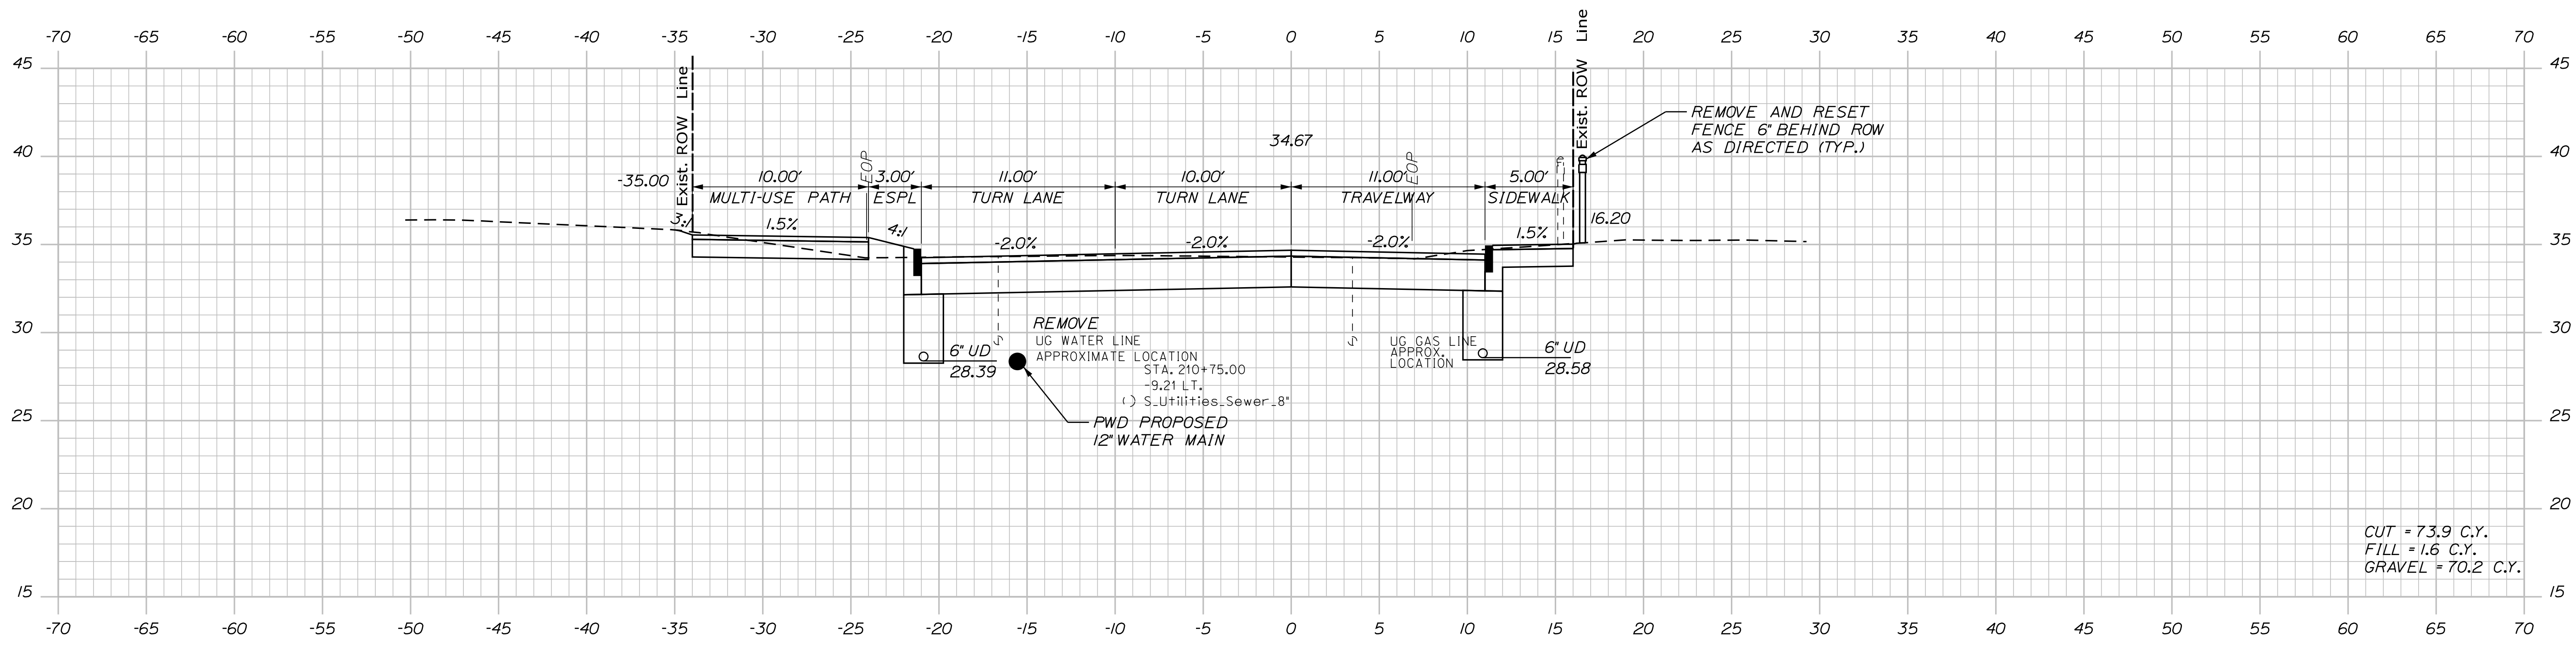 -70 -65 -60 -55 -50 -45 -40 -35 -30 -25 -20 -15 -10 -5 0 5 10 15 20 25 30 35 40 45 50 55 60 65 70
45 45
Exist. ROW Line
Exist. ROW Line
REMOVE AND RESET
FENCE 6" BEHIND ROW
AS DIRECTED (TYP.)
34.67
40 40
EOP
EOP
-35.00 10.00' 3.00' 11.00' 10.00' 11.00' 5.00'
MULTI-USE PATH ESPL TURN LANE TURN LANE TRAVELWAY SIDEWALK
16.20
3:1 1.5% 4:1 -2.0% -2.0% -2.0% 1.5%
35 35
30 30
REMOVE
UG WATER LINE
APPROXIMATE LOCATION
STA. 210+75.00
-9.21 LT.
() S_Utilities_Sewer_8"
6" UD
28.39
UG GAS LINE
APPROX.
LOCATION
6" UD
28.58
25 25
PWD PROPOSED
12" WATER MAIN
20 20
CUT = 73.9 C.Y.
FILL = 1.6 C.Y.
GRAVEL = 70.2 C.Y.
15 15
-70 -65 -60 -55 -50 -45 -40 -35 -30 -25 -20 -15 -10 -5 0 5 10 15 20 25 30 35 40 45 50 55 60 65 70